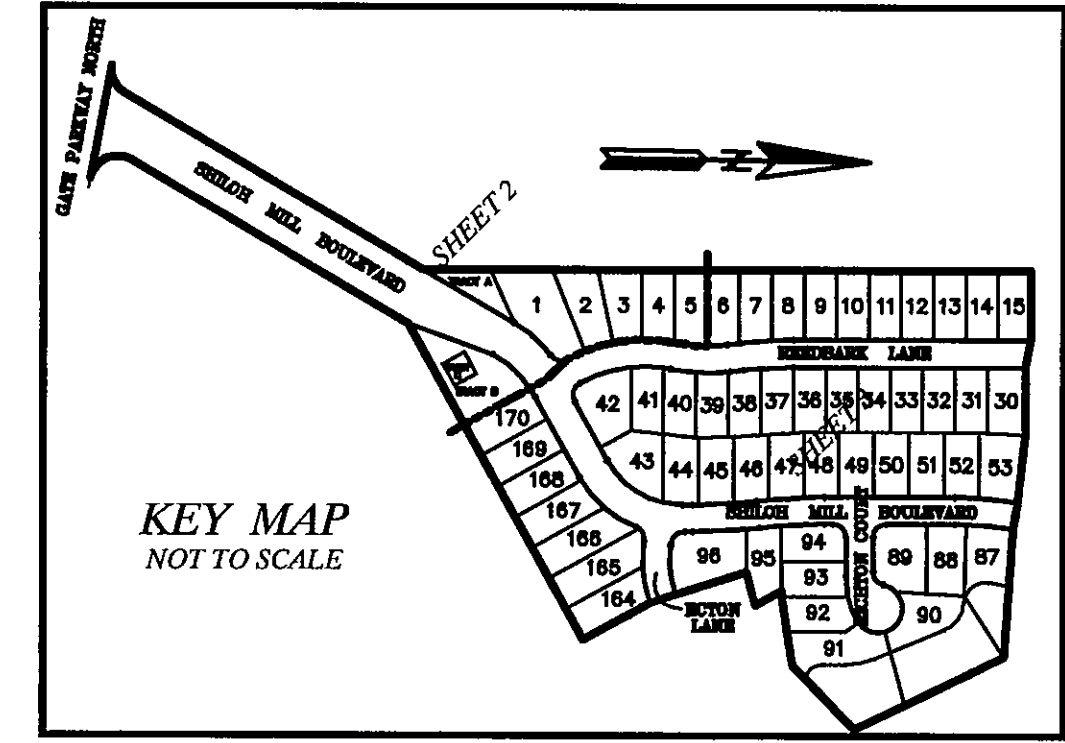 GATE PARKWAY NORTH
SHILOH MILL BOULEVARD
SHEET 2
N
TRACT A
1 2 3 4 5 6 7 8 9 10 11 12 13 14 15
REEDBARK LANE
TRACT B
42 41 40 39 38 37 36 35 34 33 32 31 30
SHEET
43 44 45 46 47 48 49 50 51 52 53
170
169
168
167
166
165
164
SHILOH MILL BOULEVARD
COURT
96 95 94 89 88 87
93
92 90
91
ECTON
LANE
KEY MAP
NOT TO SCALE